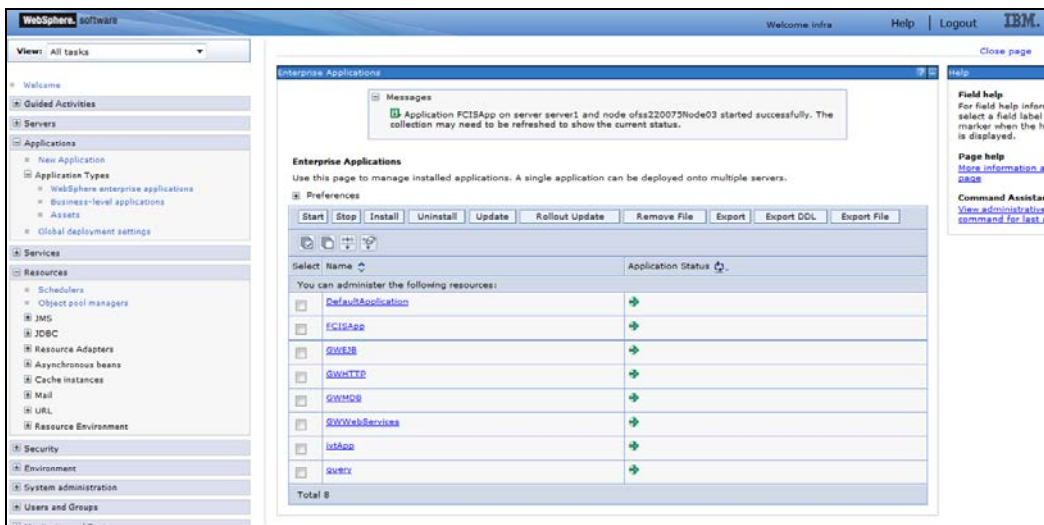 WebSphere. software
Welcome infra
Help | Logout
IBM.
View: All tasks
Close page
Welcome
Guided Activities
Servers
Applications
New Application
Application Types
WebSphere enterprise applications
Business-level applications
Assets
Global deployment settings
Services
Resources
Schedulers
Object pool managers
JMS
JDBC
Resource Adapters
Asynchronous beans
Cache instances
Mail
URL
Resource Environment
Security
Environment
System administration
Users and Groups
Enterprise Applications
Messages
Application FCISApp on server server1 and node ofss220075Node03 started successfully. The
collection may need to be refreshed to show the current status.
Enterprise Applications
Use this page to manage installed applications. A single application can be deployed onto multiple servers.
Preferences
Start Stop Install Uninstall Update Rollout Update Remove File Export Export DDL Export File
Select Name Application Status
You can administer the following resources:
DefaultApplication
FCISApp
GWEJB
GWHTTP
GWMDB
GWWebServices
ivtApp
query
Total 8
Help
Field help
For field help infor
select a field label
marker when the h
is displayed.
Page help
More information a
page
Command Assistan
View administrative
command for last a